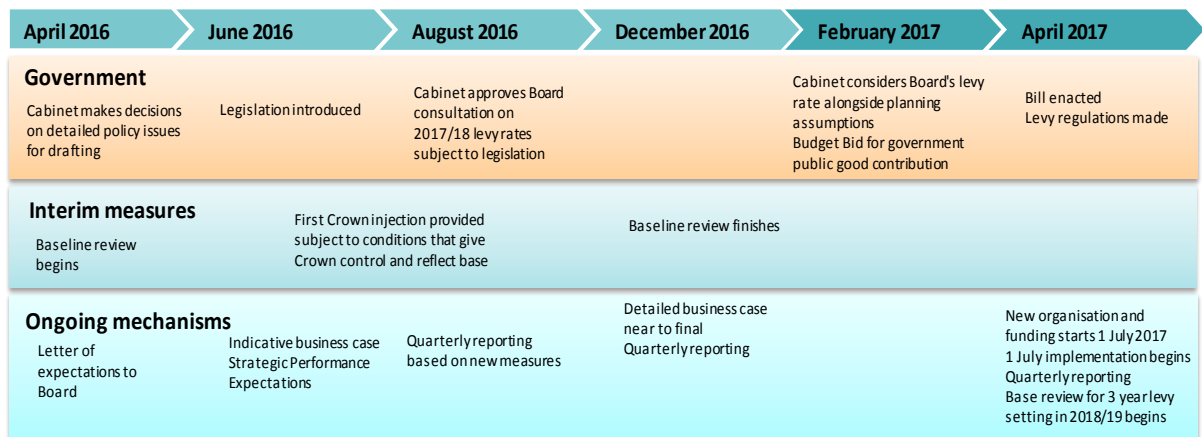 April 2016
June 2016
August 2016
December 2016
February 2017
April 2017
Government
Cabinet makes decisions
on detailed policy issues
for drafting
Legislation introduced
Cabinet approves Board
consultation on
2017/18 levy rates
subject to legislation
Cabinet considers Board's levy
rate alongside planning
assumptions
Budget Bid for government
public good contribution
Bill enacted
Levy regulations made
Interim measures
Baseline review
begins
First Crown injection provided
subject to conditions that give
Crown control and reflect base
Baseline review finishes
Ongoing mechanisms
Letter of
expectations to
Board
Indicative business case
Strategic Performance
Expectations
Quarterly reporting
based on new measures
Detailed business case
near to final
Quarterly reporting
New organisation and
funding starts 1 July 2017
1 July implementation begins
Quarterly reporting
Base review for 3 year levy
setting in 2018/19 begins